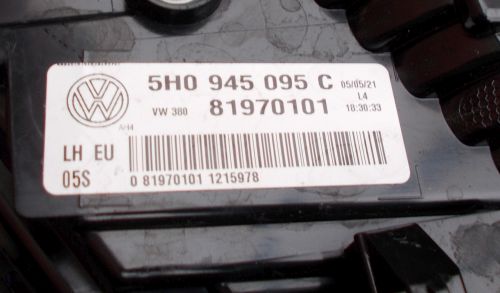 5H0 945 095 C 05/05/21
L4
VW 380 81970101 18:30:33
LH EU
05S 0 81970101 1215978